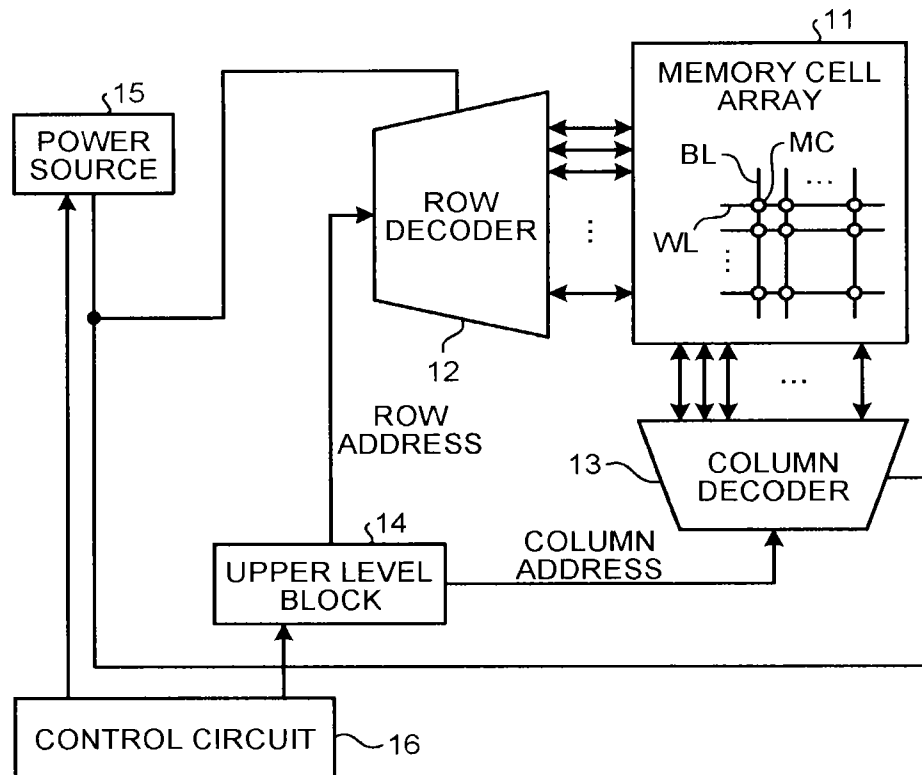 11
MEMORY CELL
ARRAY
BL
MC
...
WL
...
15
POWER
SOURCE
ROW
DECODER
...
12
ROW
ADDRESS
...
13
COLUMN
DECODER
14
UPPER LEVEL
BLOCK
COLUMN
ADDRESS
CONTROL CIRCUIT
16